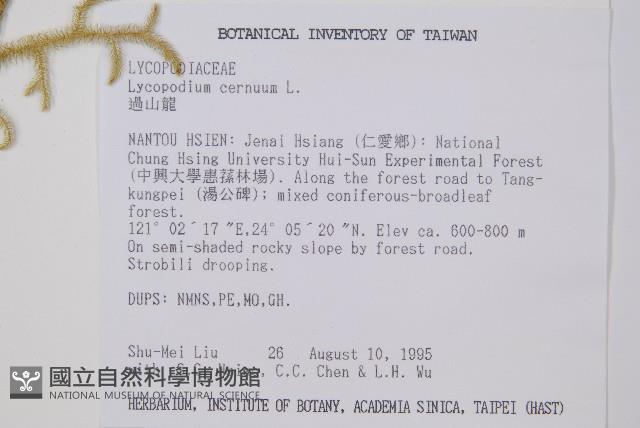 BOTANICAL INVENTORY OF TAIWAN
LYCOPODIACEAE
Lycopodium cernuum L.
過山龍
NANTOU HSIEN: Jenai Hsiang (仁愛鄉): National
Chung Hsing University Hui-Sun Experimental Forest
(中興大學惠蓀林場). Along the forest road to Tang-
kungpei (湯公碑); mixed coniferous-broadleaf
forest.
121° 02ˊ17 "E,24° 05ˊ20 "N. Elev ca. 600-800 m
On semi-shaded rocky slope by forest road.
Strobili drooping.
DUPS: NMNS,PE,MO,GH.
Shu-Mei Liu 26 August 10, 1995
C.C. Chen & L.H. Wu
國立自然科學博物館
NATIONAL MUSEUM OF NATURAL SCIENCE
HERBARIUM, INSTITUTE OF BOTANY, ACADEMIA SINICA, TAIPEI (HAST)